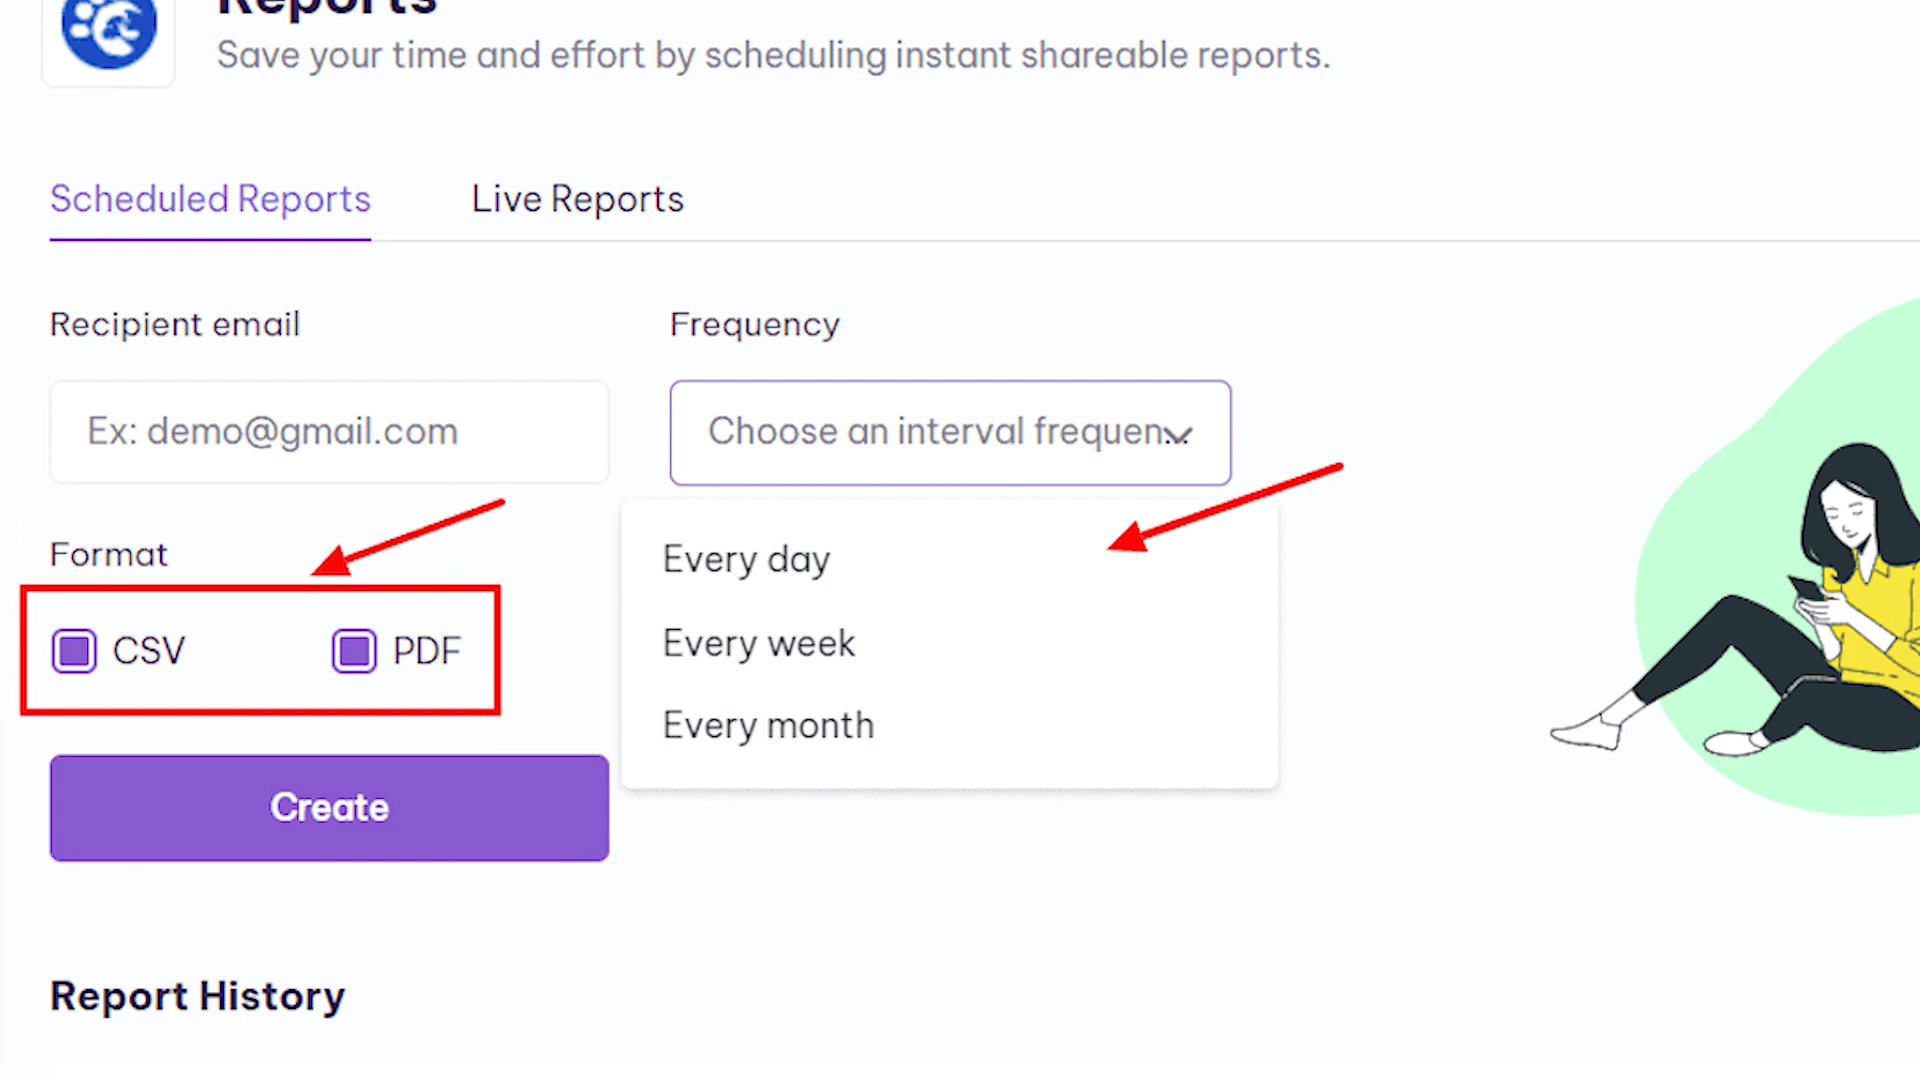 Reports
Save your time and effort by scheduling instant shareable reports.
Scheduled Reports
Live Reports
Recipient email
Frequency
Ex: demo@gmail.com
Choose an interval frequen...
Format
CSV
PDF
Every day
Every week
Every month
Create
Report History